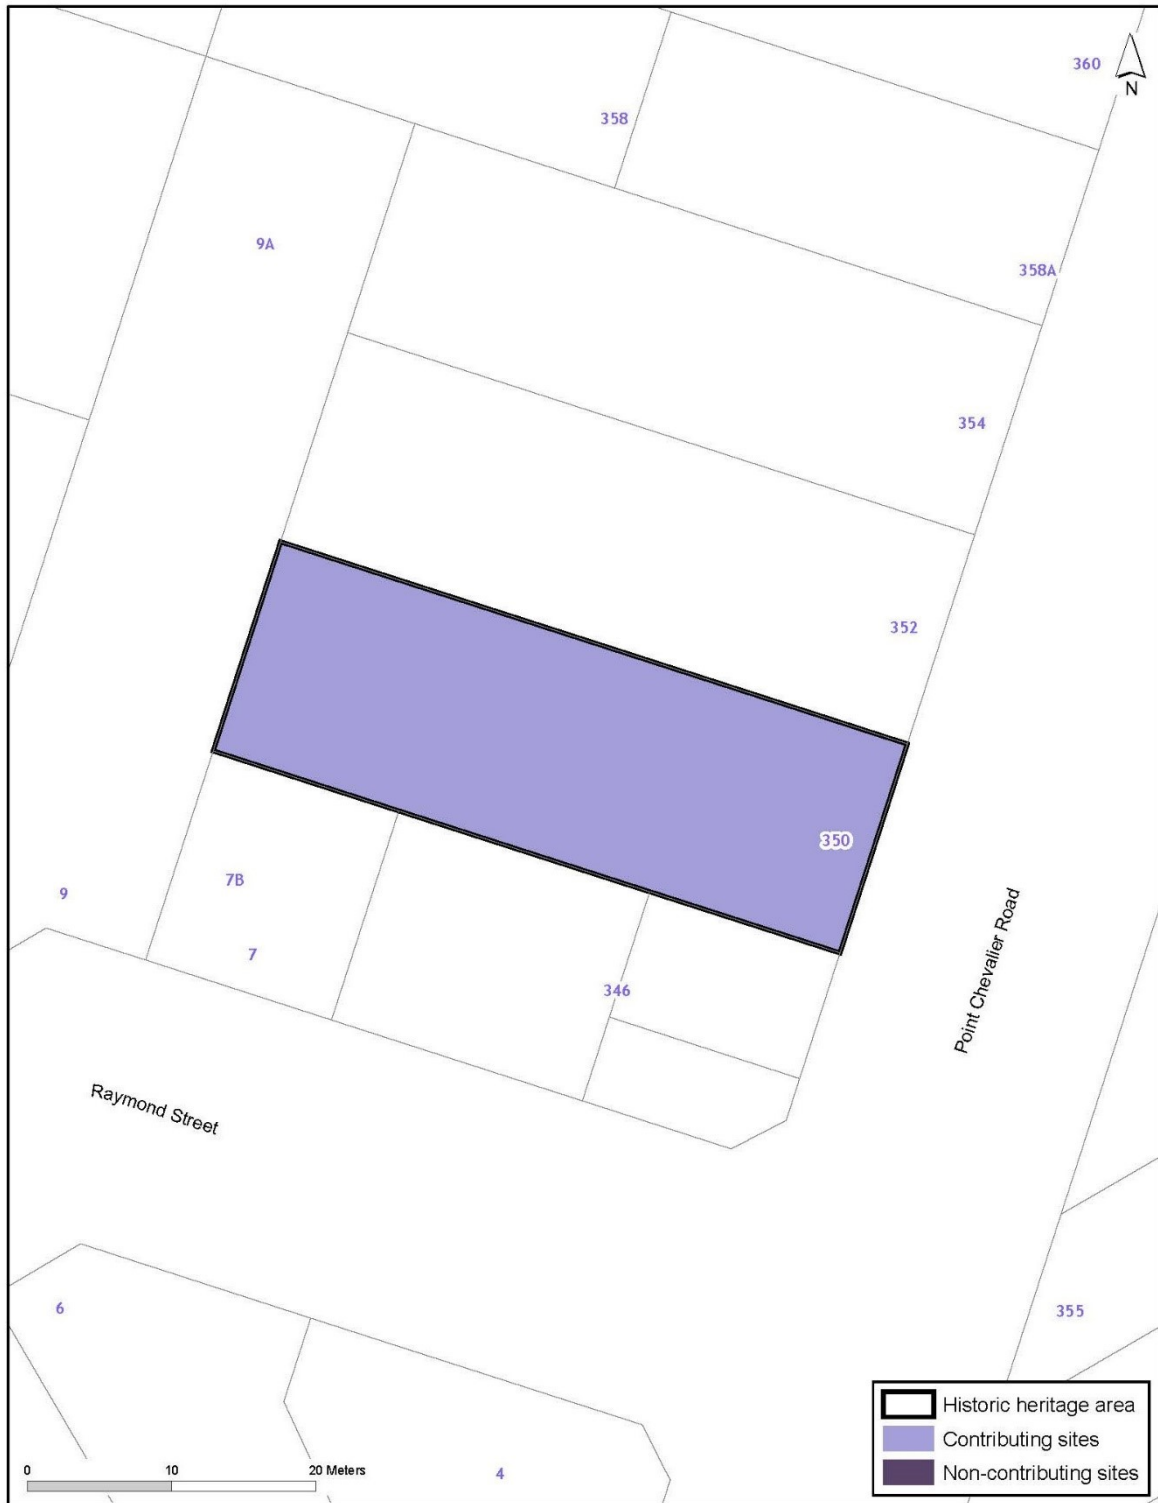 360
N
358
9A
358A
354
352
350
7B
9
7
346
Point Chevalier Road
Raymond Street
6
355
Historic heritage area
Contributing sites
Non-contributing sites
0 10 20 Meters
4